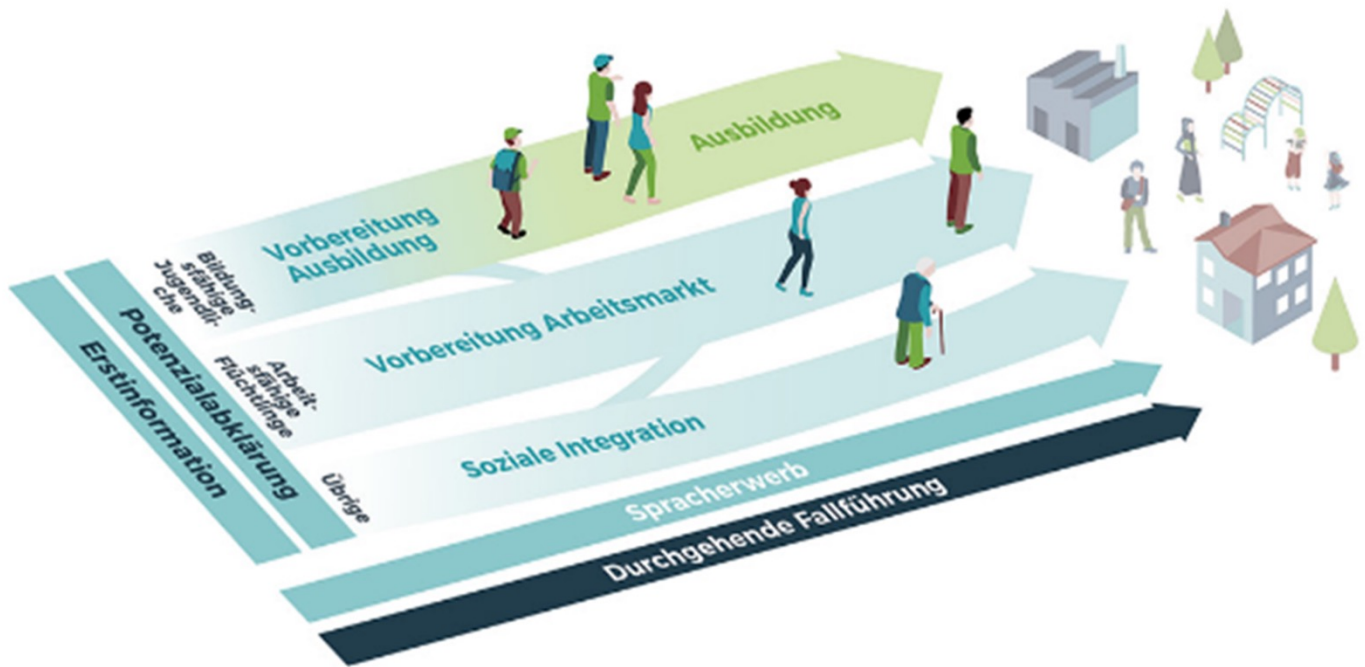 Erstinformation
Potenzialabklärung
Bildung-
sfähige
Jugendli-
che
Vorbereitung
Ausbildung
Ausbildung
Arbeit-
sfähige
Flüchtlinge
Vorbereitung Arbeitsmarkt
Übrige
Soziale Integration
Spracherwerb
Durchgehende Fallführung